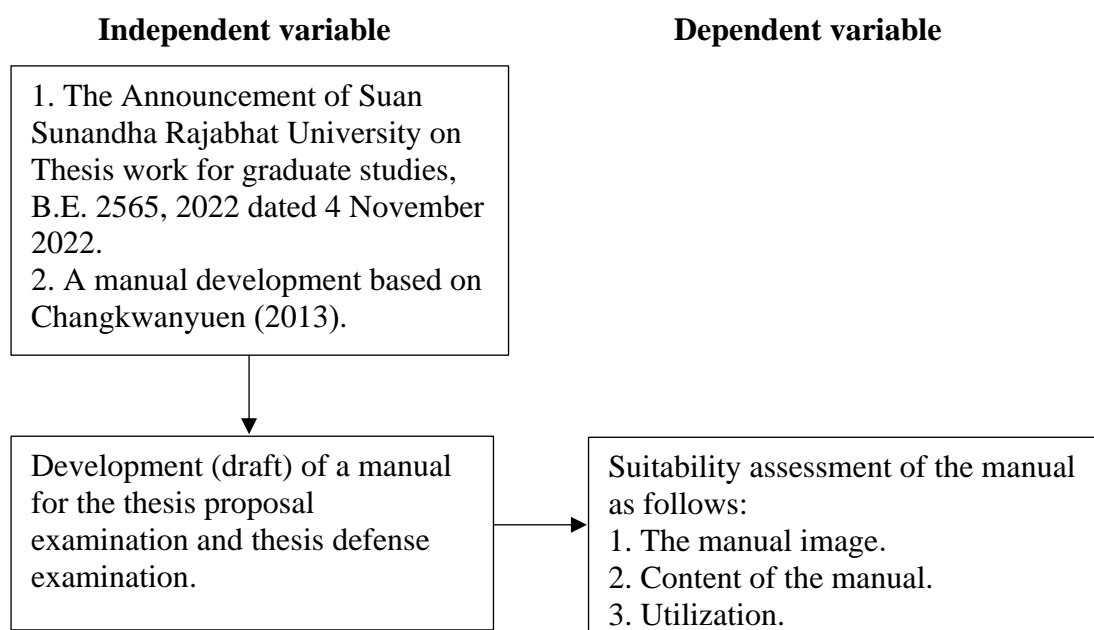 Independent variable
Dependent variable
1. The Announcement of Suan
Sunandha Rajabhat University on
Thesis work for graduate studies,
B.E. 2565, 2022 dated 4 November
2022.
2. A manual development based on
Changkwanyuen (2013).
Development (draft) of a manual
for the thesis proposal
examination and thesis defense
examination.
Suitability assessment of the manual
as follows:
1. The manual image.
2. Content of the manual.
3. Utilization.